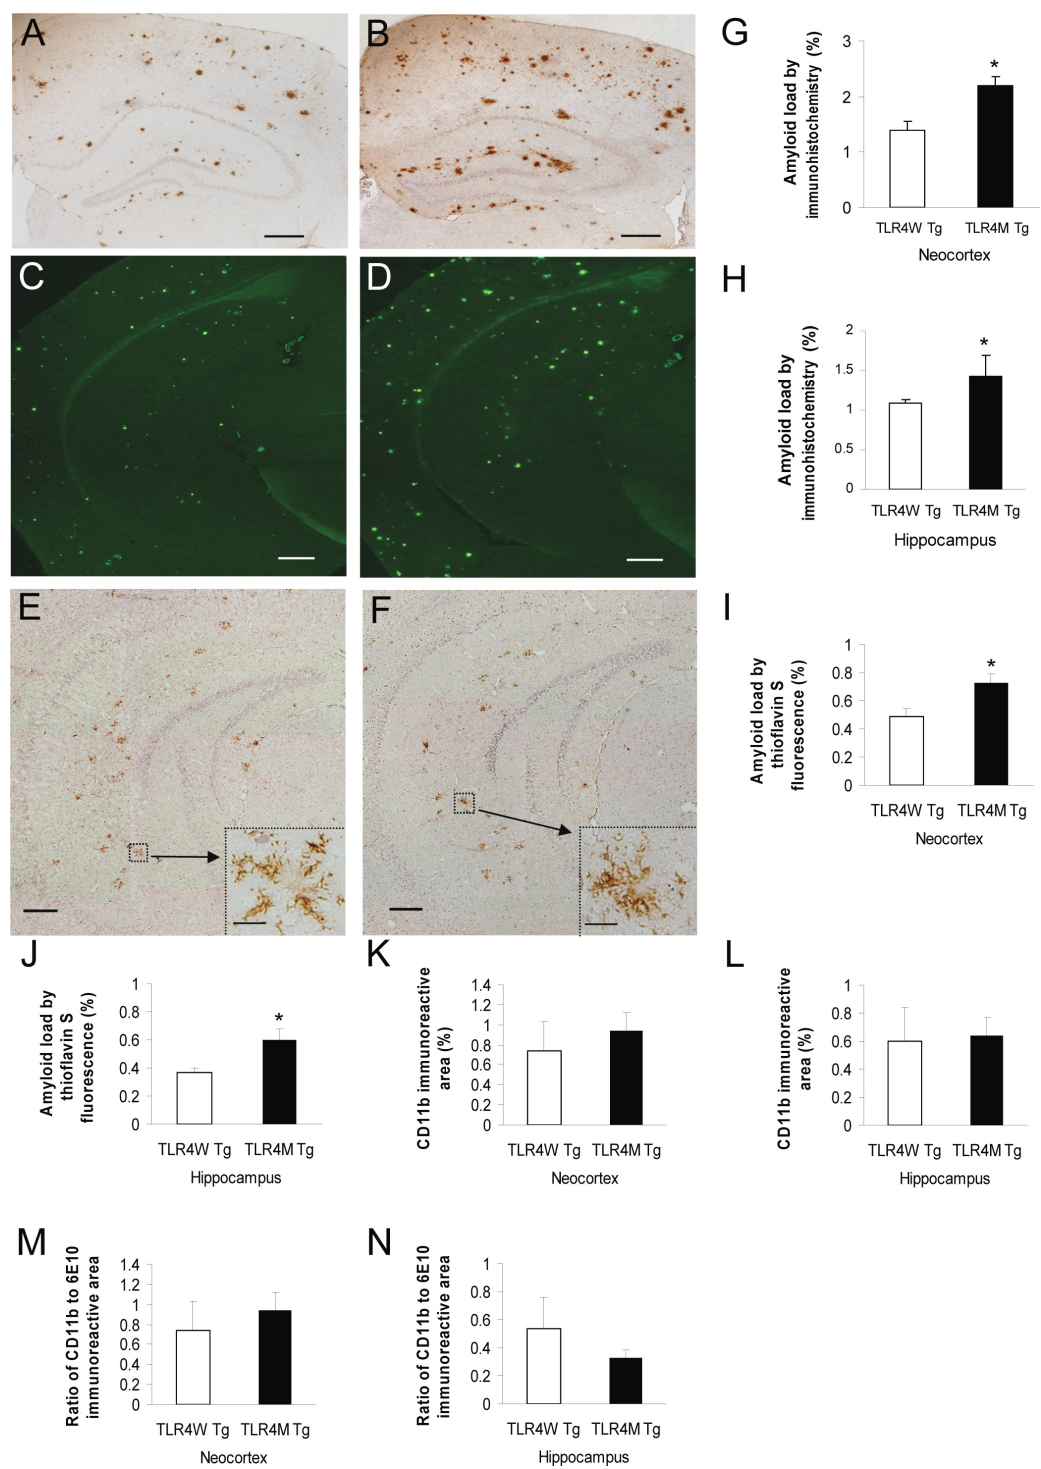 A
B
C
D
E
F
G
Amyloid load by
immunohistochemistry (%)
3
2
1
0
*
TLR4W Tg TLR4M Tg
Neocortex
H
Amyloid load by
immunohistochemistry (%)
2
1.5
1
0.5
0
*
TLR4W Tg TLR4M Tg
Hippocampus
I
Amyloid load by
thioflavin S
fluorescence (%)
1
0.8
0.6
0.4
0.2
0
*
TLR4W Tg TLR4M Tg
Neocortex
J
Amyloid load by
thioflavin S
fluorescence (%)
1
0.8
0.6
0.4
0.2
0
*
TLR4W Tg TLR4M Tg
Hippocampus
K
CD11b immunoreactive
area (%)
1.4
1.2
1
0.8
0.6
0.4
0.2
0
TLR4W Tg TLR4M Tg
Neocortex
L
CD11b immunoreactive
area (%)
1
0.8
0.6
0.4
0.2
0
TLR4W Tg TLR4M Tg
Hippocampus
M
Ratio of CD11b to 6E10
immunoreactive area
1.4
1.2
1
0.8
0.6
0.4
0.2
0
TLR4W Tg TLR4M Tg
Neocortex
N
Ratio of CD11b to 6E10
immunoreactive area
1
0.8
0.6
0.4
0.2
0
TLR4W Tg TLR4M Tg
Hippocampus